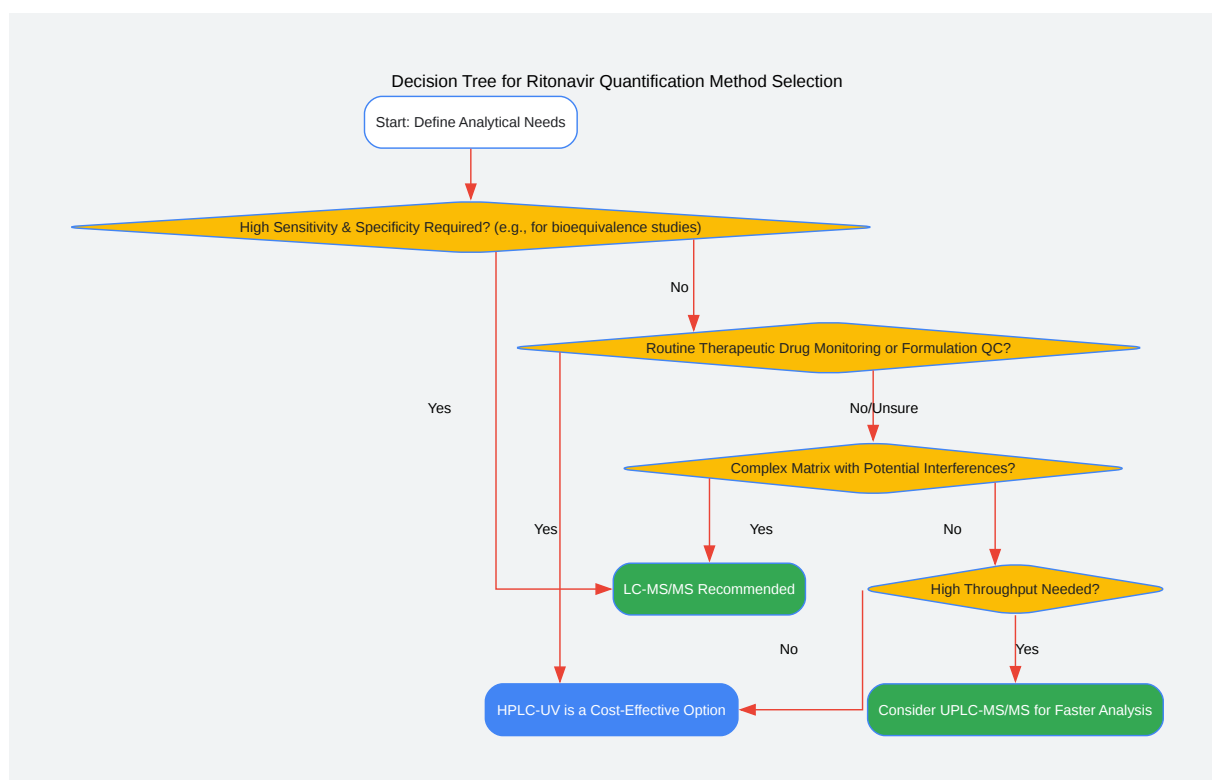 Decision Tree for Ritonavir Quantification Method Selection
Start: Define Analytical Needs
High Sensitivity & Specificity Required? (e.g., for bioequivalence studies)
No
Routine Therapeutic Drug Monitoring or Formulation QC?
Yes
No/Unsure
Complex Matrix with Potential Interferences?
Yes
Yes
No
LC-MS/MS Recommended
High Throughput Needed?
No
Yes
HPLC-UV is a Cost-Effective Option
Consider UPLC-MS/MS for Faster Analysis